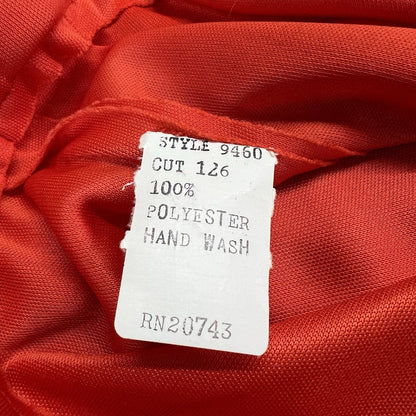 STYLE 9460
CUT 126
100%
POLYESTER
HAND WASH
RN20743